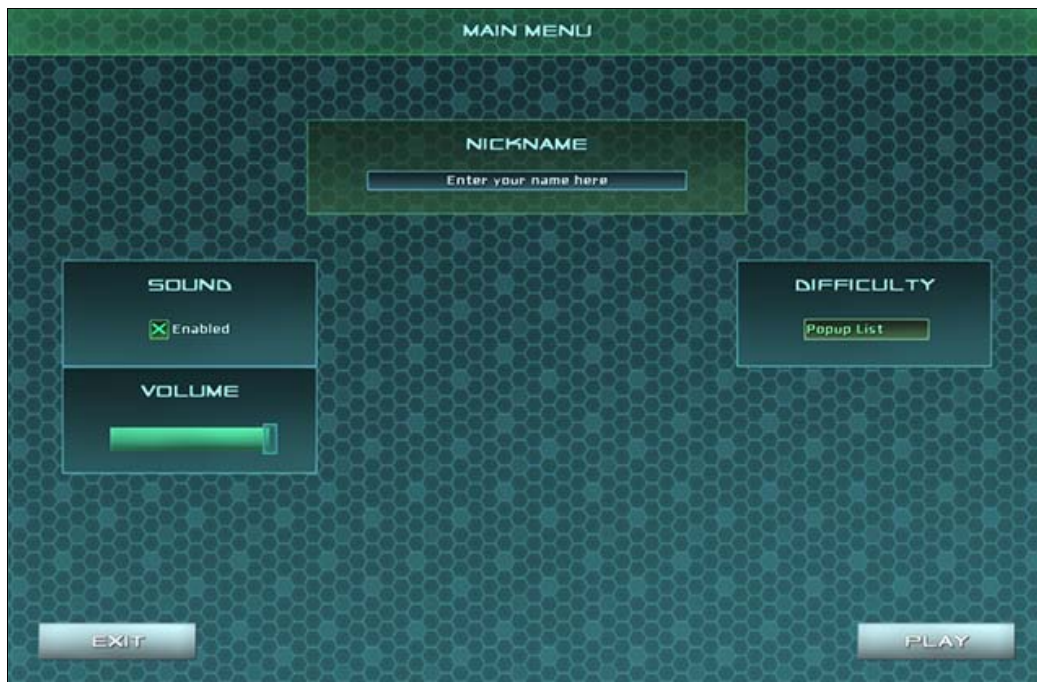 MAIN MENU
NICKNAME
Enter your name here
SOUND
Enabled
VOLUME
DIFFICULTY
Popup List
EXIT
PLAY